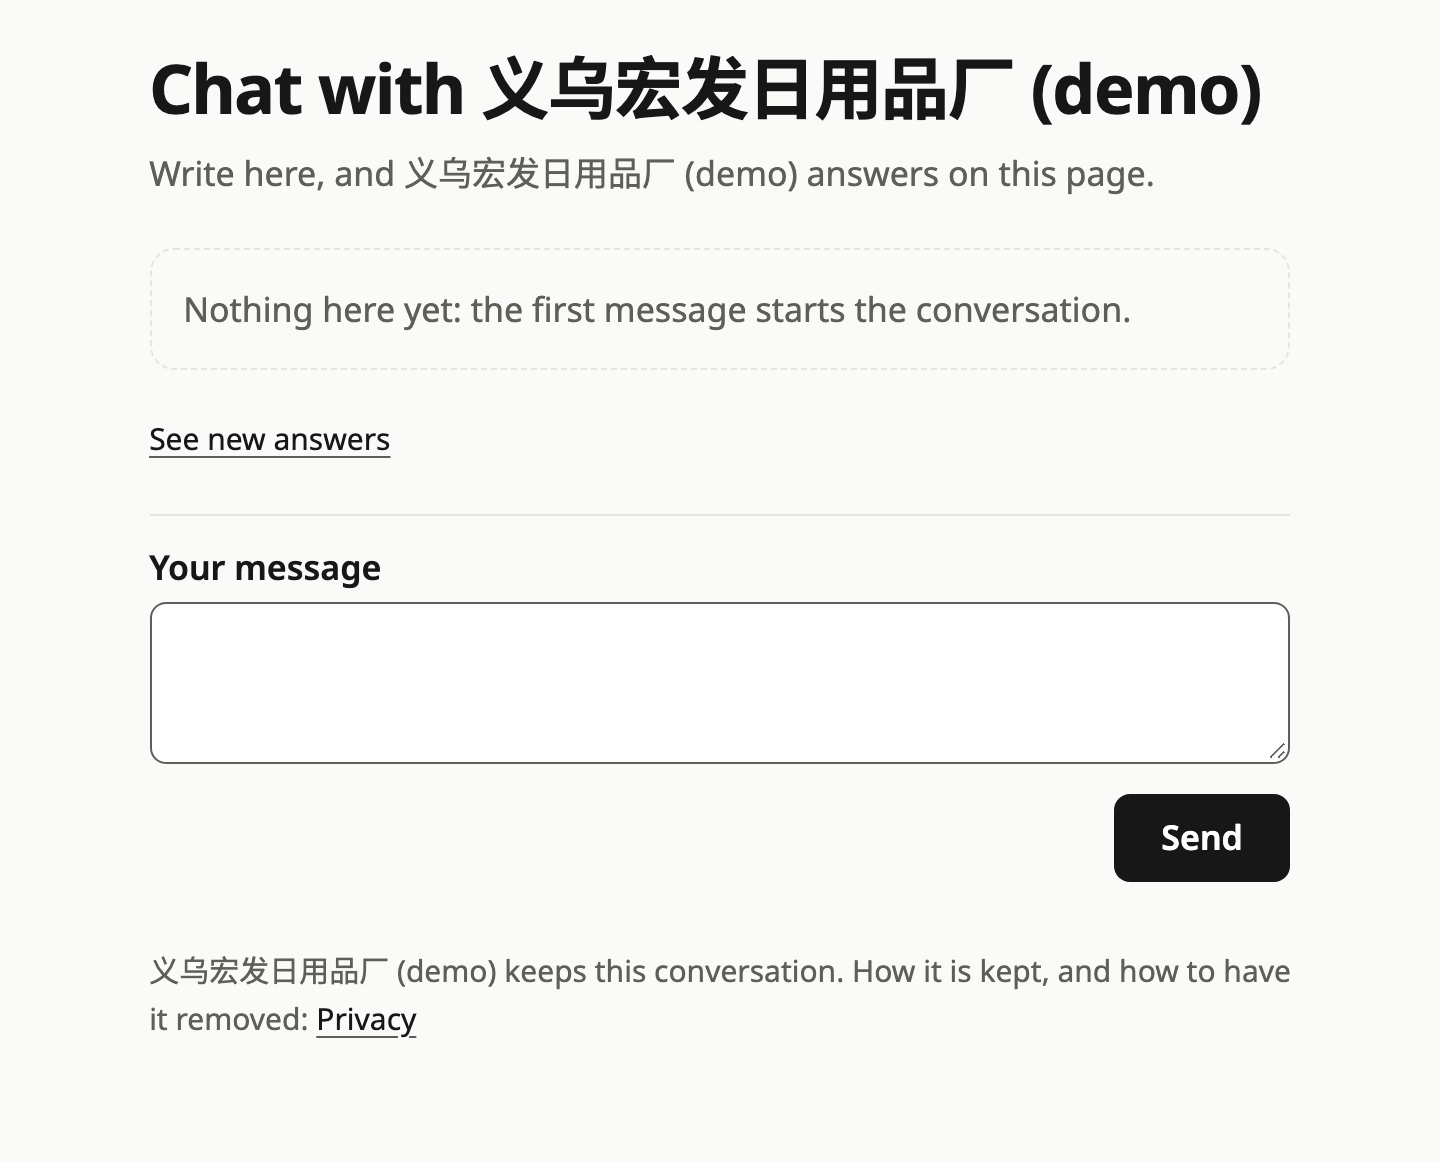 Chat with 义乌宏发日用品厂 (demo)
Write here, and 义乌宏发日用品厂 (demo) answers on this page.
Nothing here yet: the first message starts the conversation.
See new answers
Your message
Send
义乌宏发日用品厂 (demo) keeps this conversation. How it is kept, and how to have
it removed: Privacy